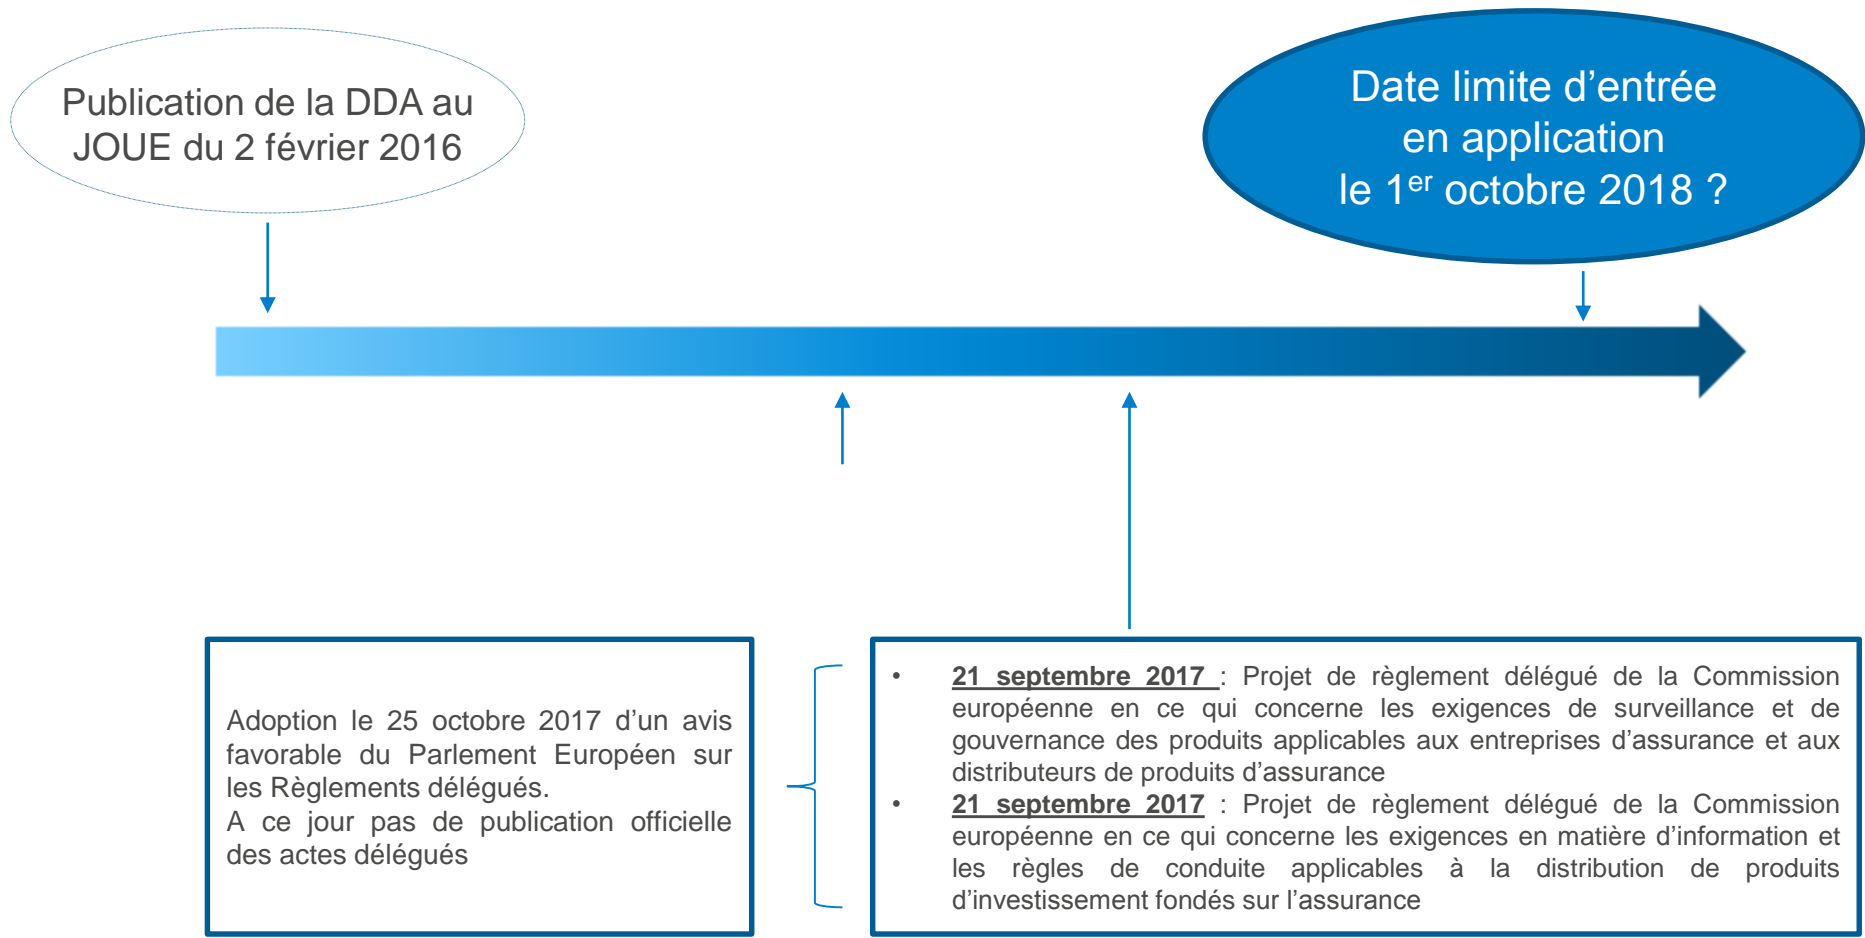 Publication de la DDA au
JOUE du 2 février 2016
Date limite d’entrée
en application
le 1er octobre 2018 ?
Adoption le 25 octobre 2017 d’un avis
favorable du Parlement Européen sur
les Règlements délégués.
A ce jour pas de publication officielle
des actes délégués
• 21 septembre 2017 : Projet de règlement délégué de la Commission
européenne en ce qui concerne les exigences de surveillance et de
gouvernance des produits applicables aux entreprises d’assurance et aux
distributeurs de produits d’assurance
• 21 septembre 2017 : Projet de règlement délégué de la Commission
européenne en ce qui concerne les exigences en matière d’information et
les règles de conduite applicables à la distribution de produits
d’investissement fondés sur l’assurance